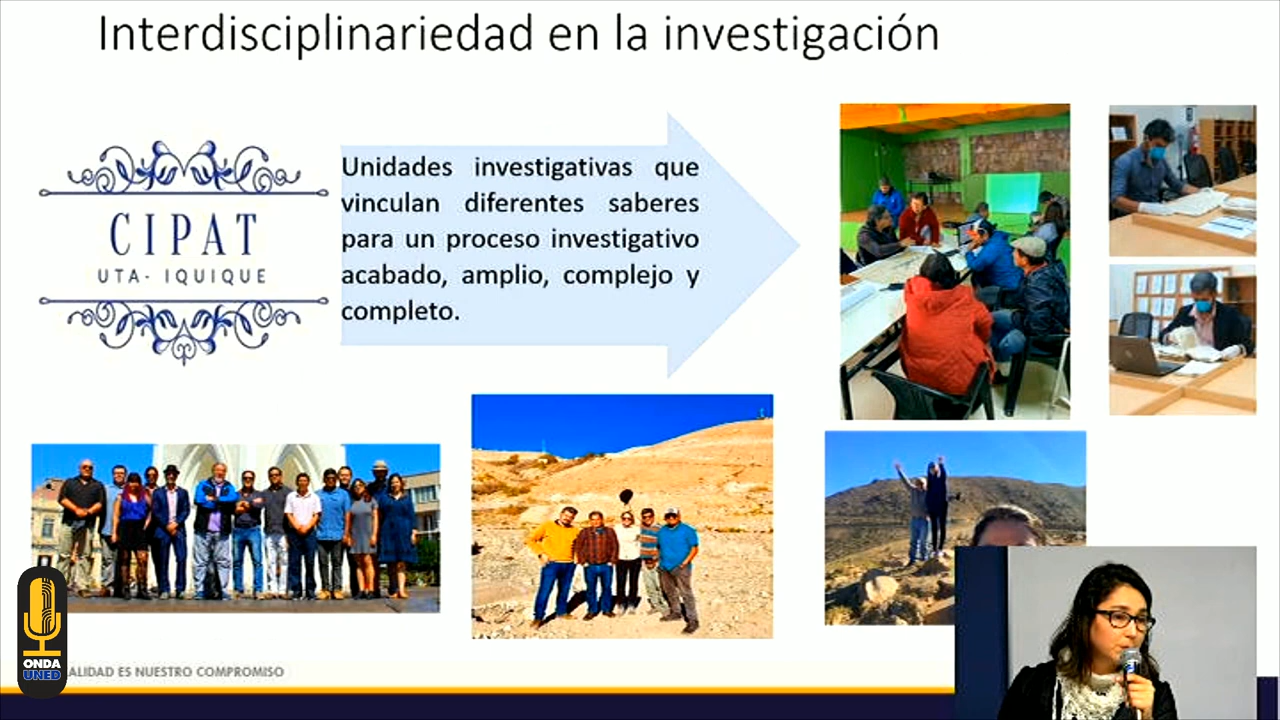 Interdisciplinariedad en la investigación
CIPAT
UTA- IQUIQUE
Unidades investigativas que
vinculan diferentes saberes
para un proceso investigativo
acabado, amplio, complejo y
completo.
ALIDAD ES NUESTRO COMPROMISO
ONDA
UNED